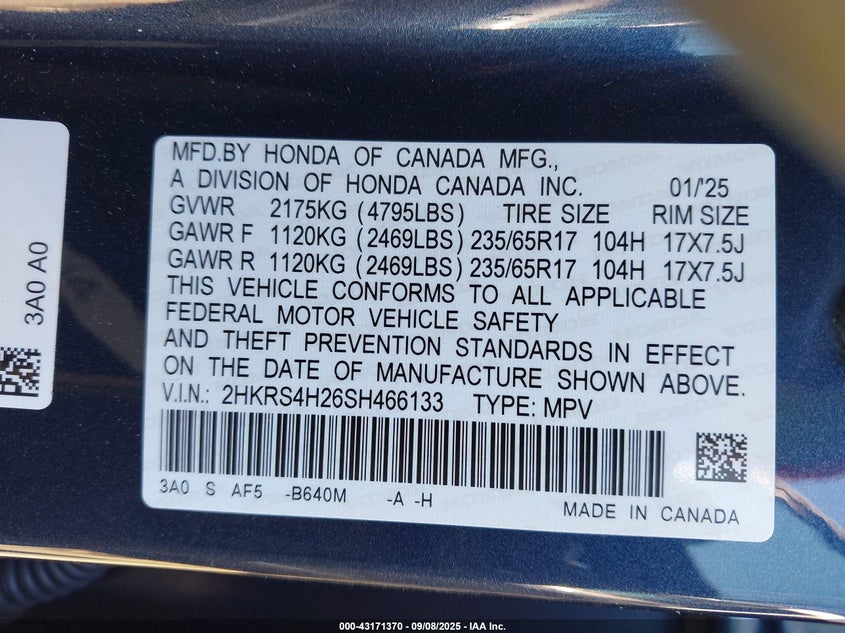 MFD.BY HONDA OF CANADA MFG.,
A DIVISION OF HONDA CANADA INC. 01/'25
GVWR 2175KG (4795LBS) TIRE SIZE RIM SIZE
GAWR F 1120KG (2469LBS) 235/65R17 104H 17X7.5J
GAWR R 1120KG (2469LBS) 235/65R17 104H 17X7.5J
THIS VEHICLE CONFORMS TO ALL APPLICABLE
FEDERAL MOTOR VEHICLE SAFETY
AND THEFT PREVENTION STANDARDS IN EFFECT
ON THE DATE OF MANUFACTURE SHOWN ABOVE.
V.I.N.: 2HKRS4H26SH466133 TYPE: MPV
3A0 S AF5 -B640M -A -H
MADE IN CANADA
3A0 A0
000-43171370 - 09/08/2025 - IAA Inc.